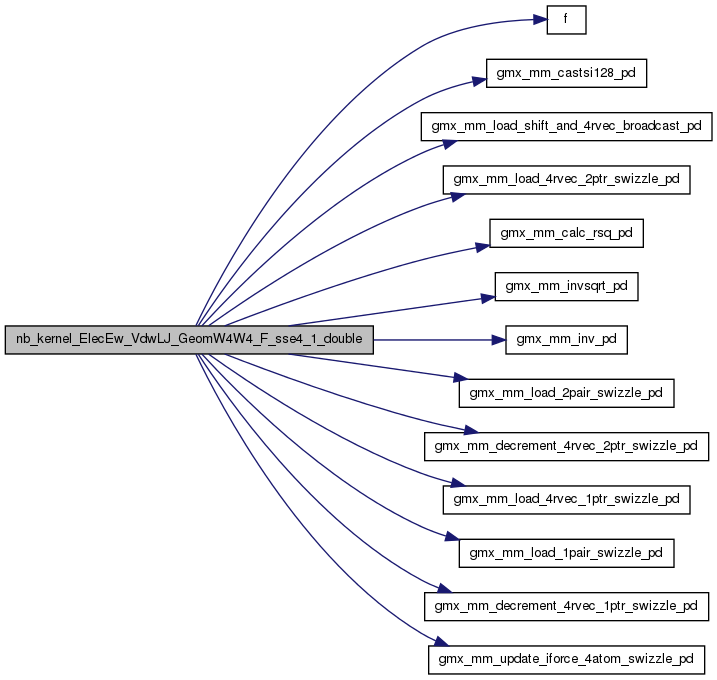 f
gmx_mm_castsi128_pd
gmx_mm_load_shift_and_4rvec_broadcast_pd
gmx_mm_load_4rvec_2ptr_swizzle_pd
gmx_mm_calc_rsq_pd
gmx_mm_invsqrt_pd
nb_kernel_ElecEw_VdwLJ_GeomW4W4_F_sse4_1_double
gmx_mm_inv_pd
gmx_mm_load_2pair_swizzle_pd
gmx_mm_decrement_4rvec_2ptr_swizzle_pd
gmx_mm_load_4rvec_1ptr_swizzle_pd
gmx_mm_load_1pair_swizzle_pd
gmx_mm_decrement_4rvec_1ptr_swizzle_pd
gmx_mm_update_iforce_4atom_swizzle_pd